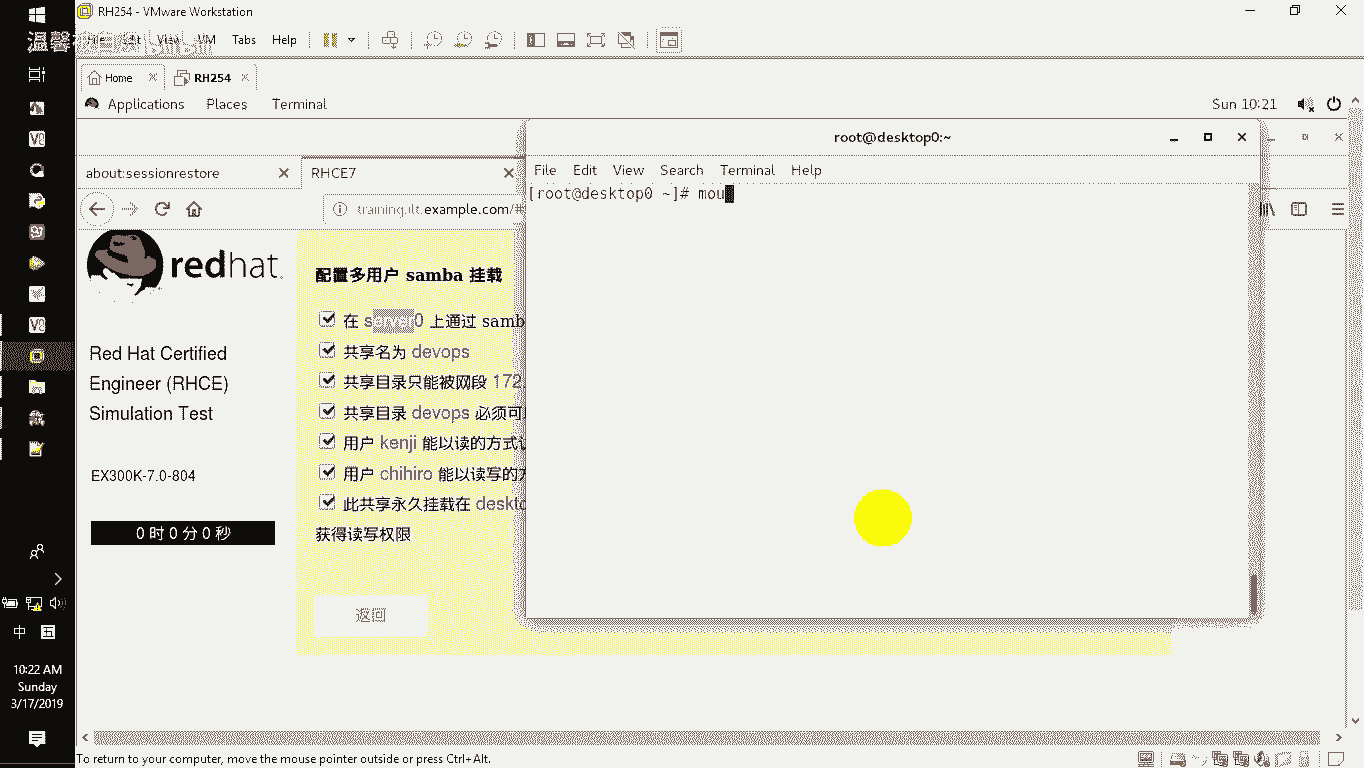 RH254 - VMware Workstation
温馨
View VM Tabs Help
Home
RH254
Applications Places Terminal
Sun 10:21
root@desktop0:~
File Edit View Search Terminal Help
[root@desktop0 ~]# mou
about:sessionrestore
RHCE7
training.ilt.example.com/#
redhat.
Red Hat Certified
Engineer (RHCE)
Simulation Test
EX300K-7.0-804
0 时 0 分 0 秒
配置多用户 samba 挂载
在 server0 上通过 samb
共享名为 devops
共享目录只能被网段 172.
共享目录 devops 必须可
用户 kenji 能以读的方式
用户 chihiro 能以读写的
此共享永久挂载在 deskto
获得读写权限
返回
中
10:22 AM
Sunday
3/17/2019
To return to your computer, move the mouse pointer outside or press Ctrl+Alt.